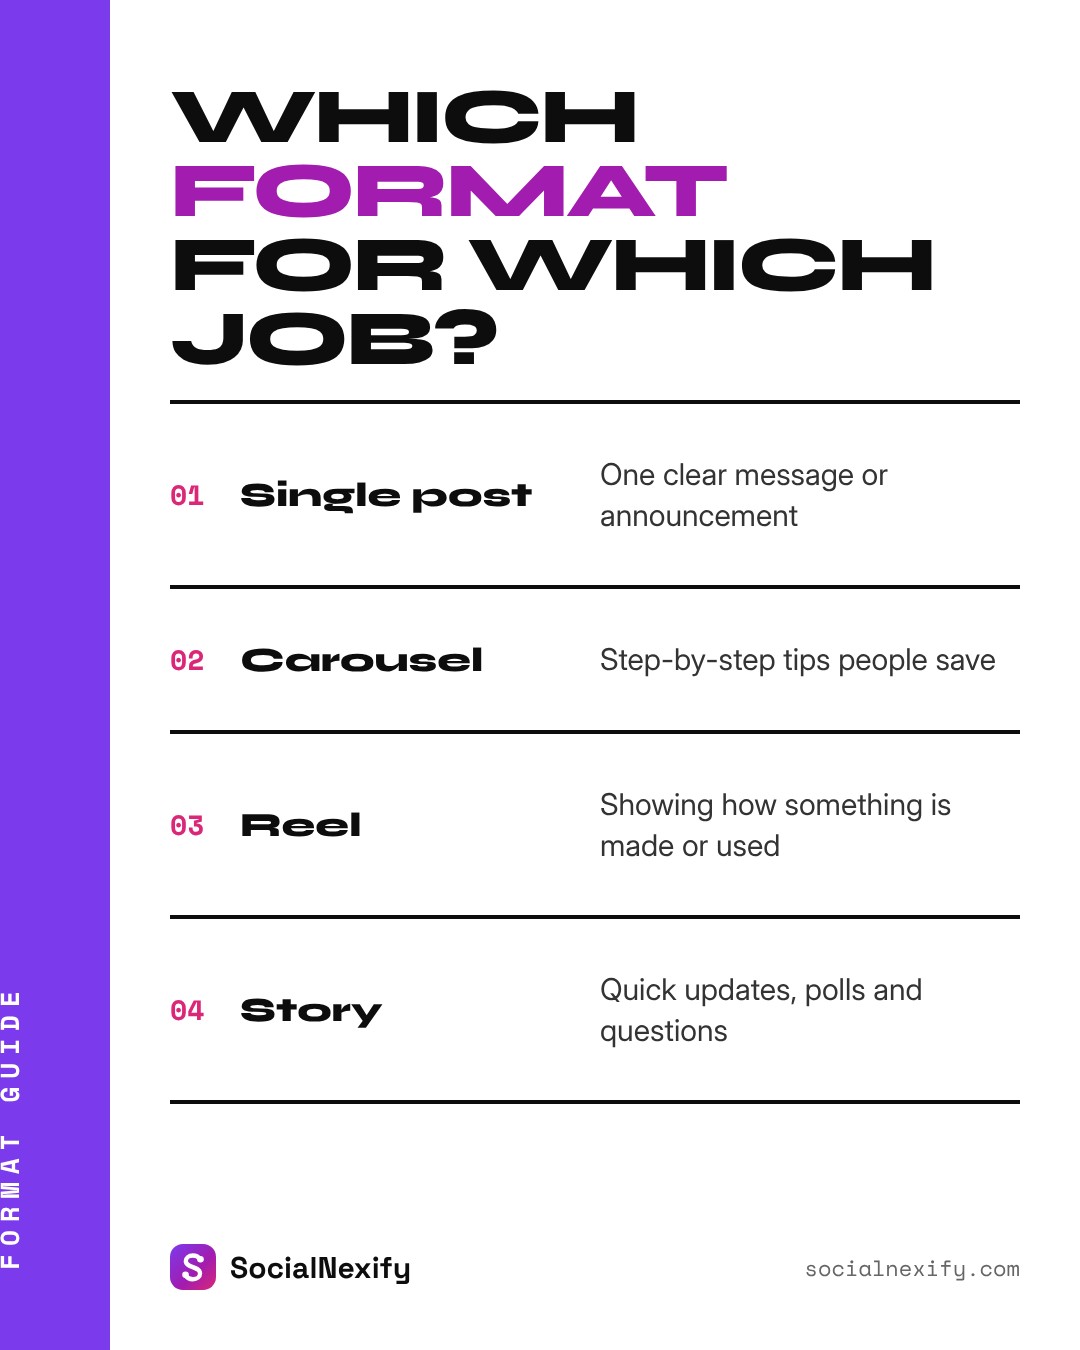 WHICH
FORMAT
FOR WHICH
JOB?
01 Single post One clear message or
announcement
02 Carousel Step-by-step tips people save
03 Reel Showing how something is
made or used
04 Story Quick updates, polls and
questions
FORMAT GUIDE
S SocialNexify
socialnexify.com